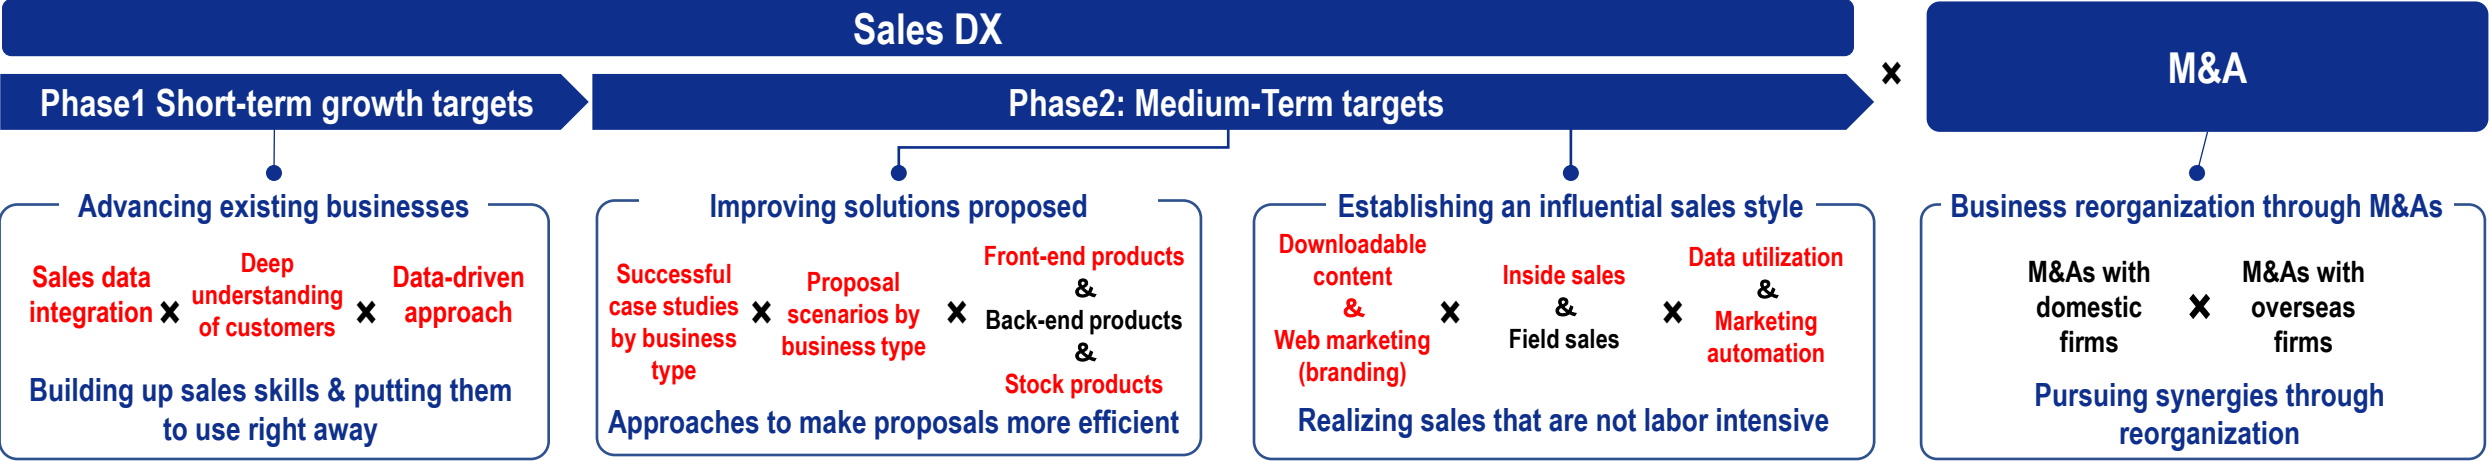 Sales DX
×
M&A
Phase1 Short-term growth targets
Phase2: Medium-Term targets
Advancing existing businesses
Sales data
integration
×
Deep
understanding
of customers
×
Data-driven
approach
Building up sales skills & putting them
to use right away
Improving solutions proposed
Successful
case studies
by business
type
×
Proposal
scenarios by
business type
×
Front-end products
&
Back-end products
&
Stock products
Approaches to make proposals more efficient
Establishing an influential sales style
Downloadable
content
&
Web marketing
(branding)
×
Inside sales
&
Field sales
×
Data utilization
&
Marketing
automation
Realizing sales that are not labor intensive
Business reorganization through M&As
M&As with
domestic
firms
×
M&As with
overseas
firms
Pursuing synergies through
reorganization